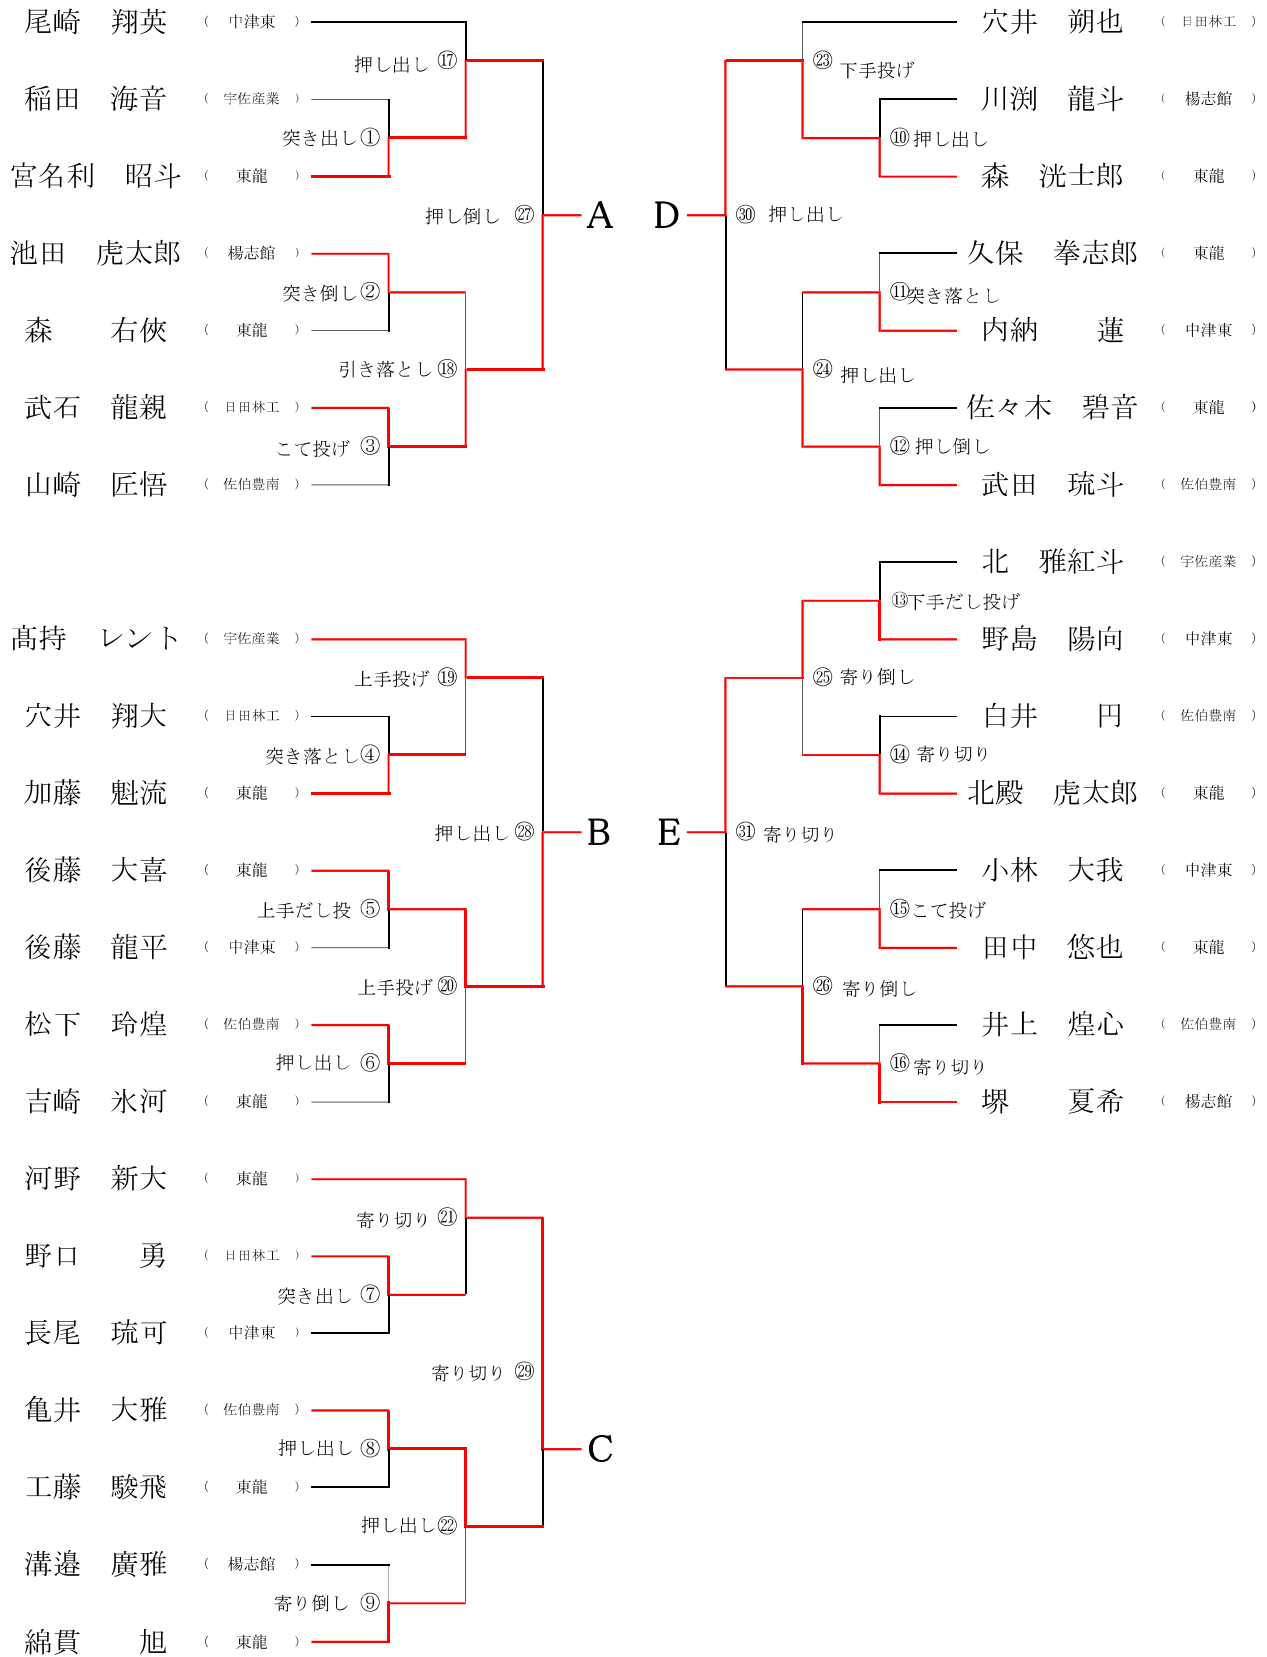 尾崎　翔英 （ 中津東 ）
押し出し ⑰
稲田　海音 （ 宇佐産業 ）
突き出し ①
宮名利　昭斗 （ 東龍 ）
押し倒し ㉗
A
池田　虎太郎 （ 楊志館 ）
突き倒し ②
森　　右俠 （ 東龍 ）
引き落とし ⑱
武石　龍親 （ 日田林工 ）
こて投げ ③
山崎　匠悟 （ 佐伯豊南 ）
髙持　レント （ 宇佐産業 ）
上手投げ ⑲
穴井　翔大 （ 日田林工 ）
突き落とし ④
加藤　魁流 （ 東龍 ）
押し出し ㉘
B
後藤　大喜 （ 東龍 ）
上手だし投 ⑤
後藤　龍平 （ 中津東 ）
上手投げ ⑳
松下　玲煌 （ 佐伯豊南 ）
押し出し ⑥
吉崎　氷河 （ 東龍 ）
河野　新大 （ 東龍 ）
寄り切り ㉑
野口　　勇 （ 日田林工 ）
突き出し ⑦
長尾　琉可 （ 中津東 ）
寄り切り ㉙
亀井　大雅 （ 佐伯豊南 ）
押し出し ⑧
C
工藤　駿飛 （ 東龍 ）
押し出し ㉒
溝邉　廣雅 （ 楊志館 ）
寄り倒し ⑨
綿貫　　旭 （ 東龍 ）
穴井　朔也 （ 日田林工 ）
㉓ 下手投げ
川渕　龍斗 （ 楊志館 ）
⑩ 押し出し
森　洸士郎 （ 東龍 ）
D
㉚ 押し出し
久保　拳志郎 （ 東龍 ）
⑪ 突き落とし
内納　　蓮 （ 中津東 ）
㉔ 押し出し
佐々木　碧音 （ 東龍 ）
⑫ 押し倒し
武田　琉斗 （ 佐伯豊南 ）
北　雅紅斗 （ 宇佐産業 ）
⑬ 下手だし投げ
野島　陽向 （ 中津東 ）
㉕ 寄り倒し
白井　　円 （ 佐伯豊南 ）
⑭ 寄り切り
北殿　虎太郎 （ 東龍 ）
E
㉛ 寄り切り
小林　大我 （ 中津東 ）
⑮ こて投げ
田中　悠也 （ 東龍 ）
㉖ 寄り倒し
井上　煌心 （ 佐伯豊南 ）
⑯ 寄り切り
堺　　夏希 （ 楊志館 ）